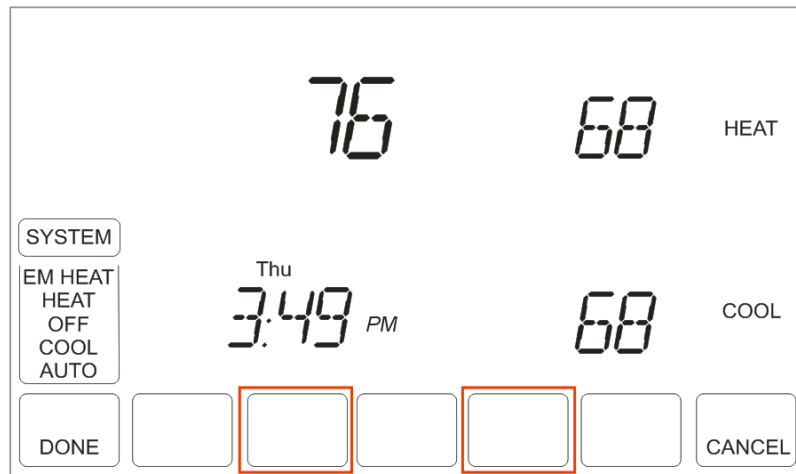 76
68
HEAT
SYSTEM
EM HEAT
HEAT
OFF
COOL
AUTO
Thu
3:49 PM
68
COOL
DONE
CANCEL